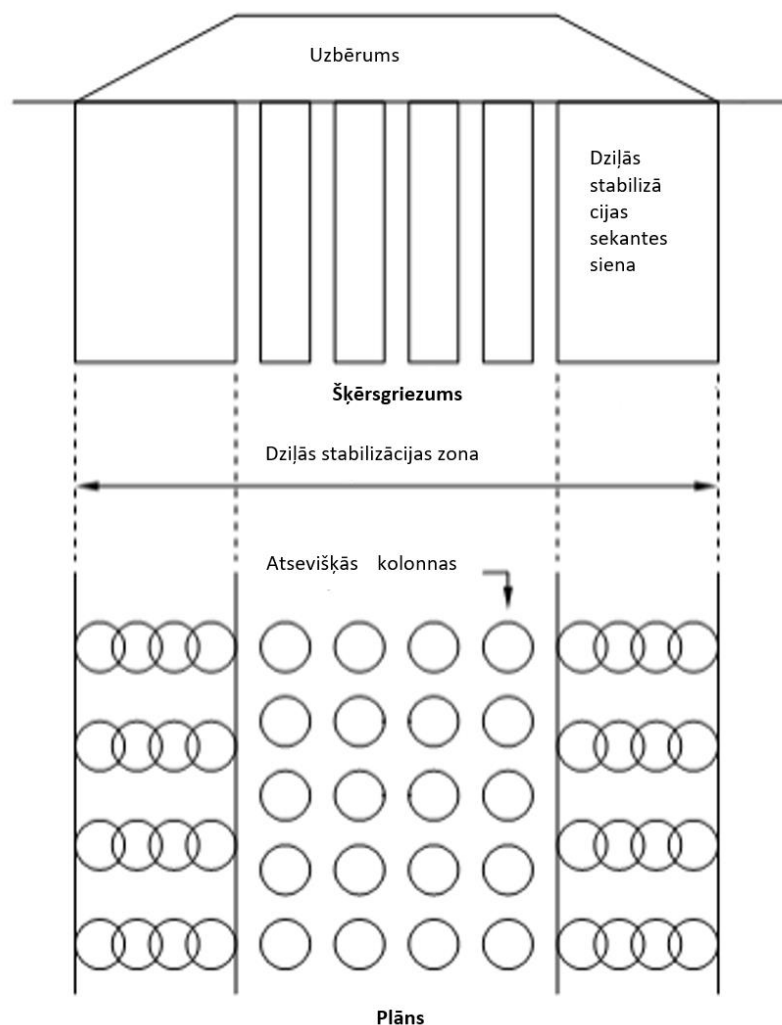 Uzbērums
Dziļās
stabilizā
cijas
sekantes
siena
Šķērsgriezums
Dziļās stabilizācijas zona
Atsevišķās kolonnas
Plāns